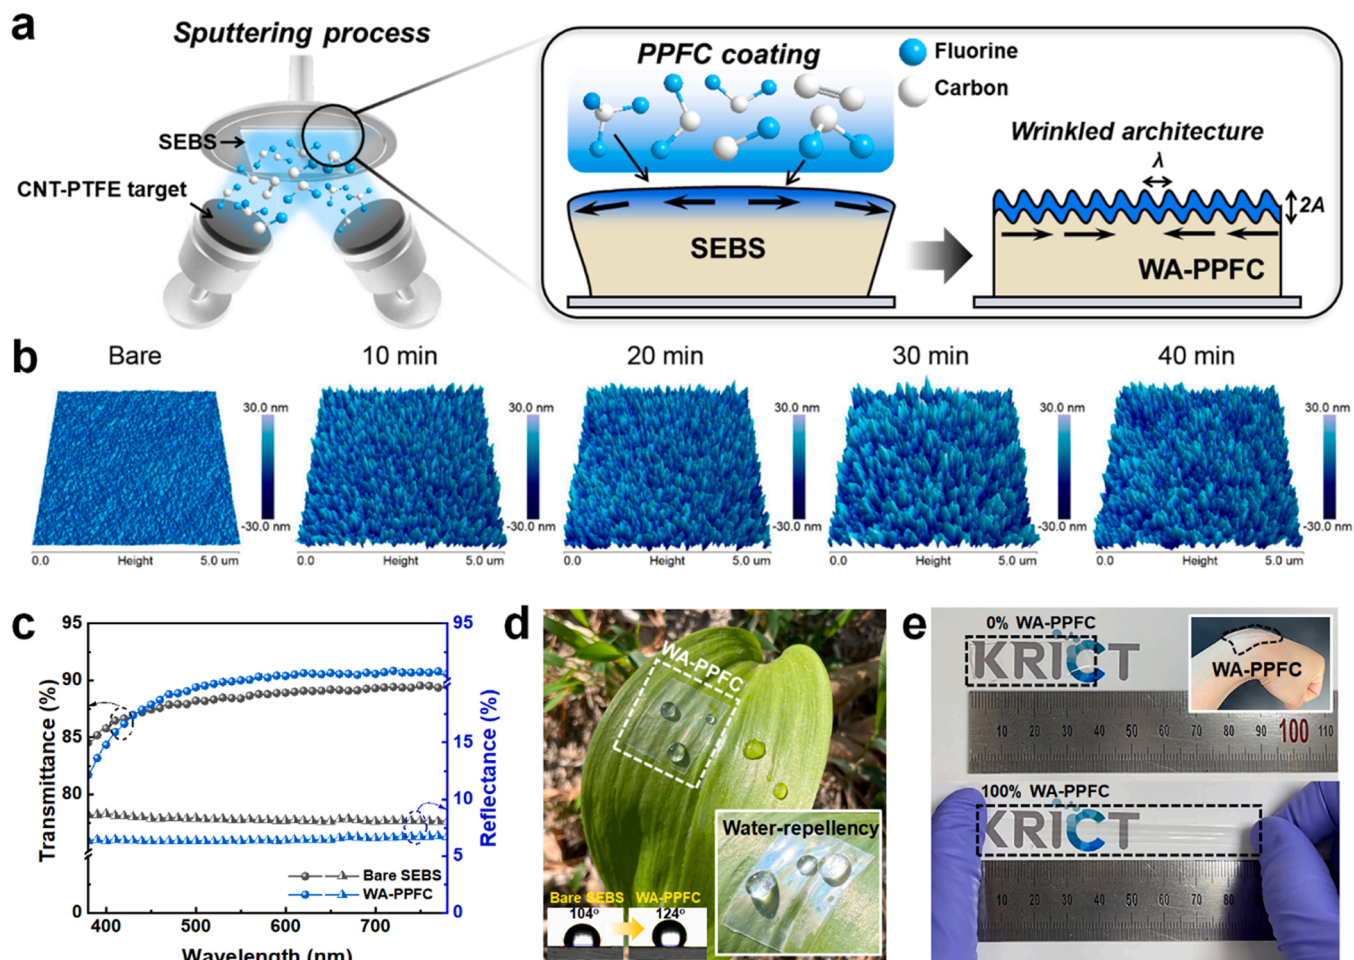 a
Sputtering process
SEBS
CNT-PTFE target
PPFC coating
Fluorine
Carbon
SEBS
Wrinkled architecture
λ
2A
WA-PPFC
b
Bare
10 min
20 min
30 min
40 min
30.0 nm
-30.0 nm
0.0 Height 5.0 um
30.0 nm
-30.0 nm
0.0 Height 5.0 um
30.0 nm
-30.0 nm
0.0 Height 5.0 um
30.0 nm
-30.0 nm
0.0 Height 5.0 um
30.0 nm
-30.0 nm
0.0 Height 5.0 um
c
Transmittance (%)
95
90
85
80
0
95
15
10
5
0
Reflectance (%)
Bare SEBS
WA-PPFC
400 500 600 700
Wavelength (nm)
d
WA-PPFC
Water-repellency
Bare SEBS WA-PPFC
104° 124°
e
0% WA-PPFC
KRICT
WA-PPFC
10 20 30 40 50 60 70 80 90 100 110
100% WA-PPFC
KRICT
10 20 30 40 50 60 70 80